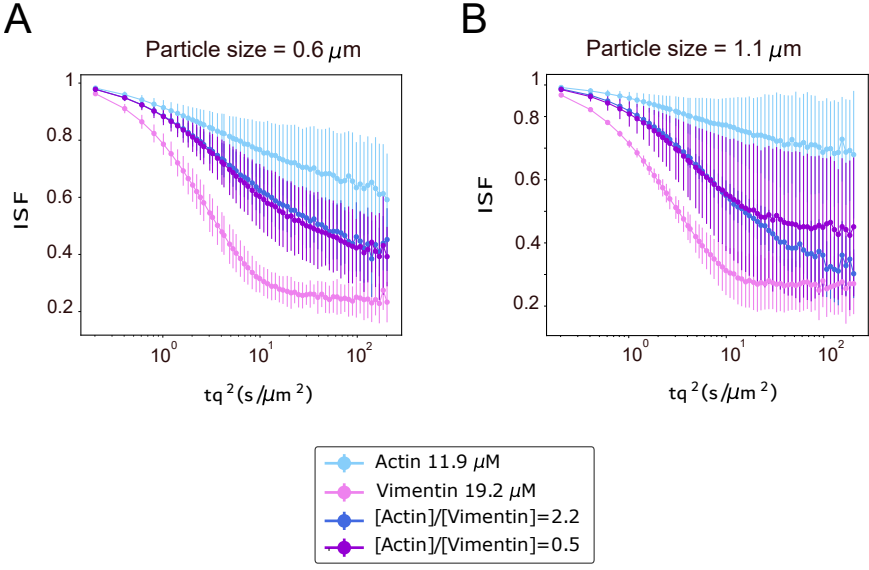 A
Particle size = 0.6 μm
1
0.8
0.6
0.4
0.2
ISF
10⁰
10¹
10²
tq²(s/μm²)
B
Particle size = 1.1 μm
1
0.8
0.6
0.4
0.2
ISF
10⁰
10¹
10²
tq²(s/μm²)
Actin 11.9 μM
Vimentin 19.2 μM
[Actin]/[Vimentin]=2.2
[Actin]/[Vimentin]=0.5